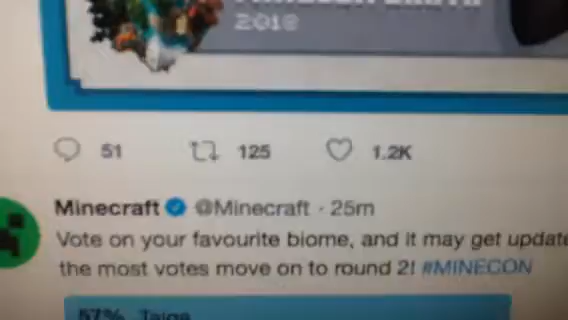 2018
51 125 1.2K
Minecraft @Minecraft · 25m
Vote on your favourite biome, and it may get update
the most votes move on to round 2! #MINECON
57% Taiga